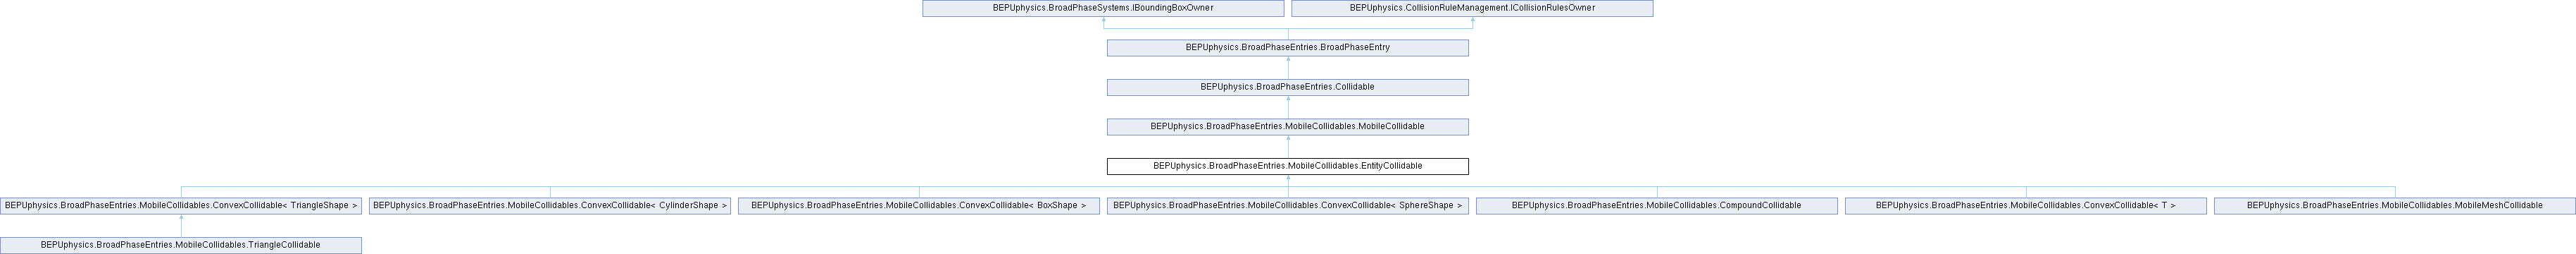 BEPUphysics.BroadPhaseSystems.IBoundingBoxOwner
BEPUphysics.CollisionRuleManagement.ICollisionRulesOwner
BEPUphysics.BroadPhaseEntries.BroadPhaseEntry
BEPUphysics.BroadPhaseEntries.Collidable
BEPUphysics.BroadPhaseEntries.MobileCollidables.MobileCollidable
BEPUphysics.BroadPhaseEntries.MobileCollidables.EntityCollidable
BEPUphysics.BroadPhaseEntries.MobileCollidables.ConvexCollidable< TriangleShape >
BEPUphysics.BroadPhaseEntries.MobileCollidables.ConvexCollidable< CylinderShape >
BEPUphysics.BroadPhaseEntries.MobileCollidables.ConvexCollidable< BoxShape >
BEPUphysics.BroadPhaseEntries.MobileCollidables.ConvexCollidable< SphereShape >
BEPUphysics.BroadPhaseEntries.MobileCollidables.CompoundCollidable
BEPUphysics.BroadPhaseEntries.MobileCollidables.ConvexCollidable< T >
BEPUphysics.BroadPhaseEntries.MobileCollidables.MobileMeshCollidable
BEPUphysics.BroadPhaseEntries.MobileCollidables.TriangleCollidable